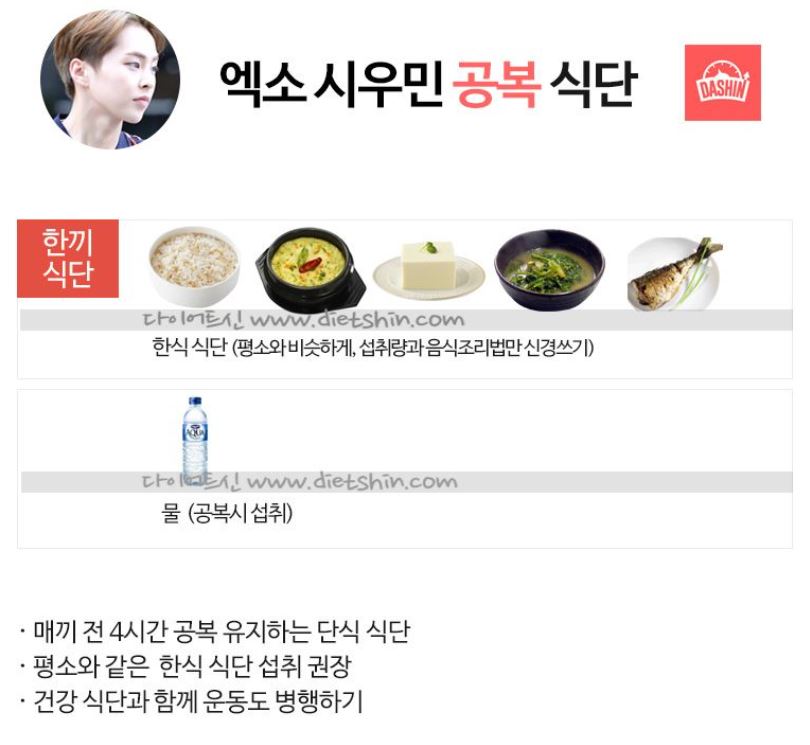 엑소 시우민 공복 식단
DASHIN
한끼
식단
다이어트신 www.dietshin.com
한식 식단 (평소와 비슷하게, 섭취량과 음식조리법만 신경쓰기)
AQUA
다이어트신 www.dietshin.com
물 (공복시 섭취)
· 매끼 전 4시간 공복 유지하는 단식 식단
· 평소와 같은 한식 식단 섭취 권장
· 건강 식단과 함께 운동도 병행하기